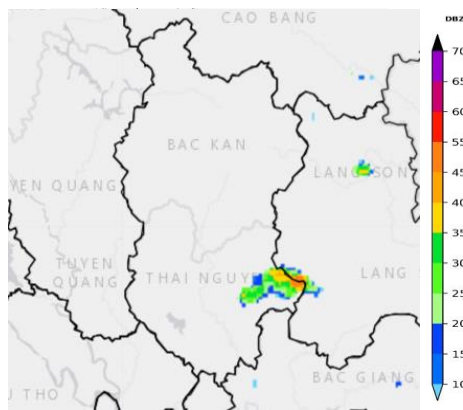 CAO BANG
DBZ
70
65
60
55
50
45
40
35
30
25
20
15
10
BAC KAN
LANG SON
YEN QUANG
TUYEN
QUANG
THAI NGUY
LANG
BAC GIANG
U THO